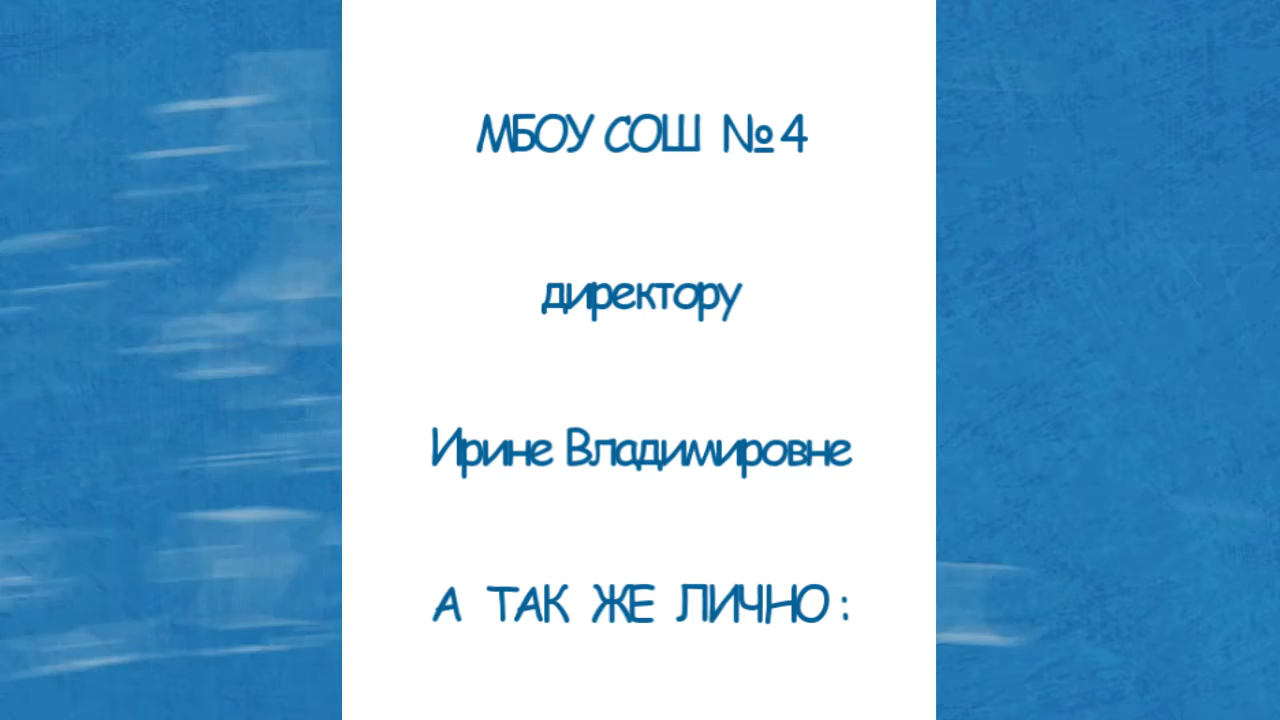 МБОУ СОШ №4
директору
Ирине Владимировне
А ТАК ЖЕ ЛИЧНО :